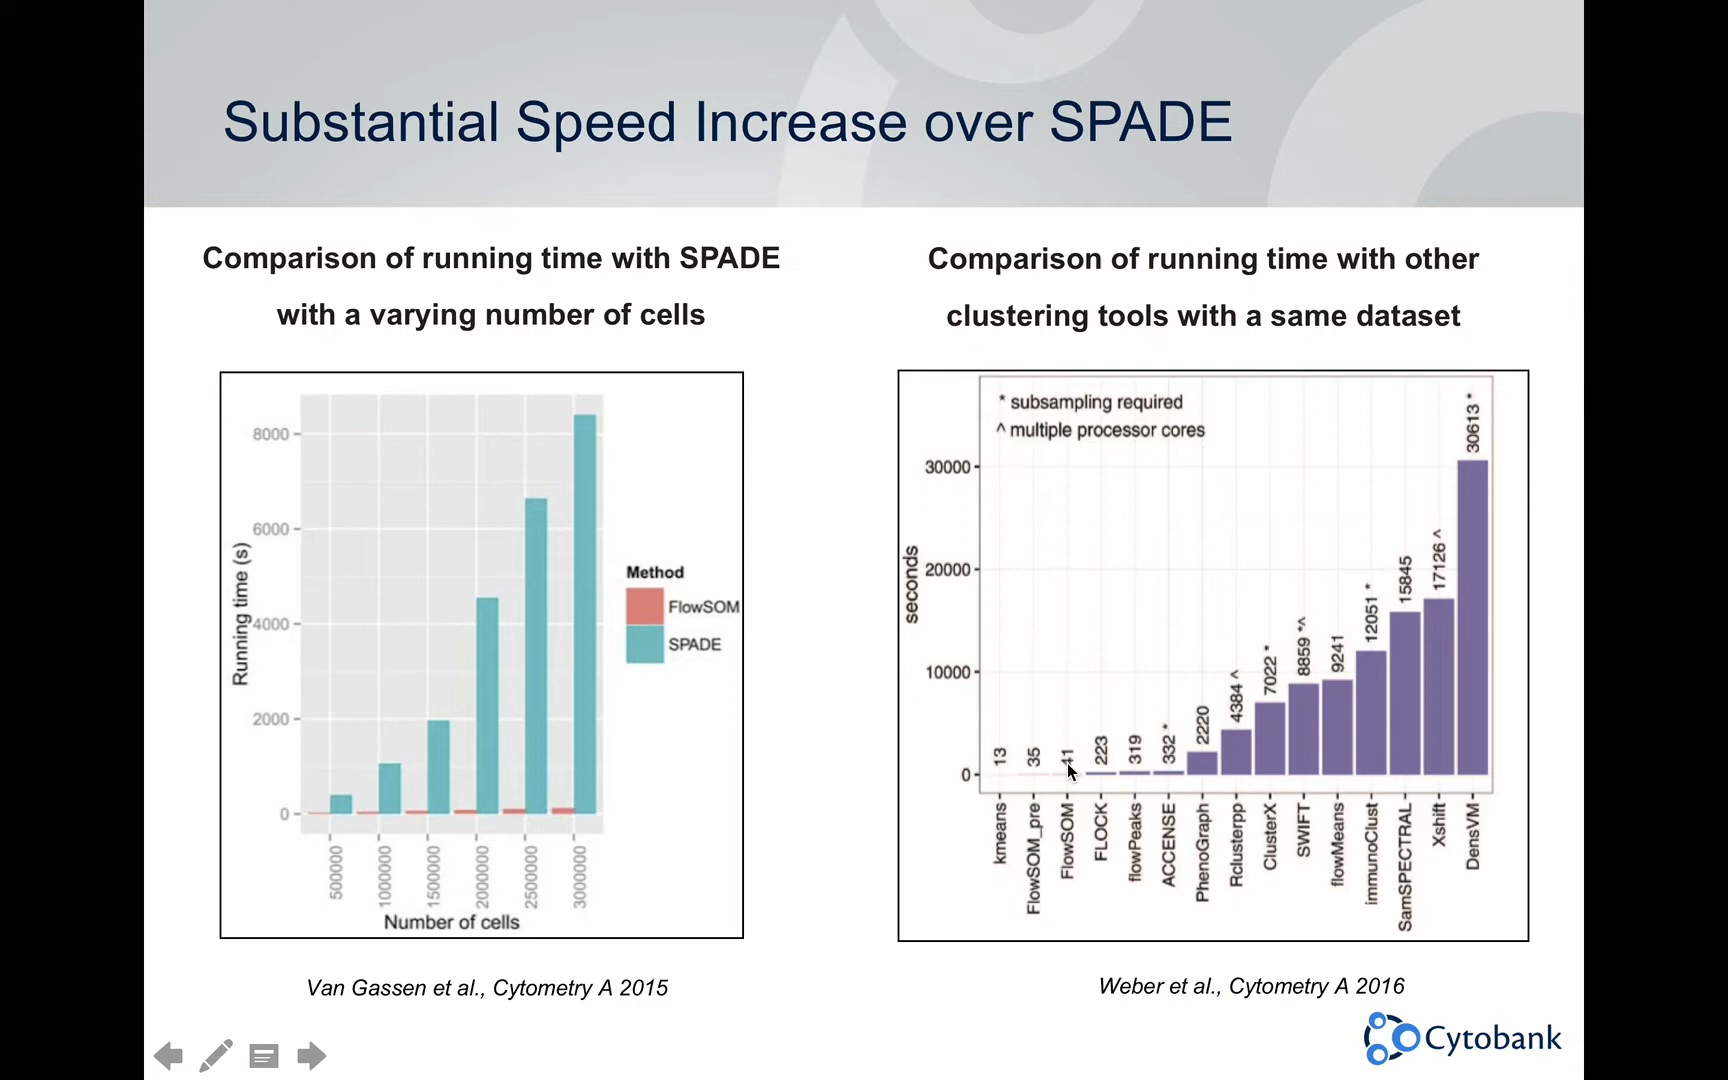 Substantial Speed Increase over SPADE
Comparison of running time with SPADE
with a varying number of cells
Comparison of running time with other
clustering tools with a same dataset
Running time (s)
8000
6000
4000
2000
0
500000
1000000
1500000
2000000
2500000
3000000
Number of cells
Method
FlowSOM
SPADE
* subsampling required
^ multiple processor cores
seconds
30000
20000
10000
0
13
35
41
223
319
332 *
2220
4384 ^
7022 *
8859 *^
9241
12051 *
15845
17126 ^
30613 *
kmeans
FlowSOM_pre
FlowSOM
FLOCK
flowPeaks
ACCENSE
PhenoGraph
Rclusterpp
ClusterX
SWIFT
flowMeans
immunoClust
SamSPECTRAL
Xshift
DensVM
Van Gassen et al., Cytometry A 2015
Weber et al., Cytometry A 2016
Cytobank